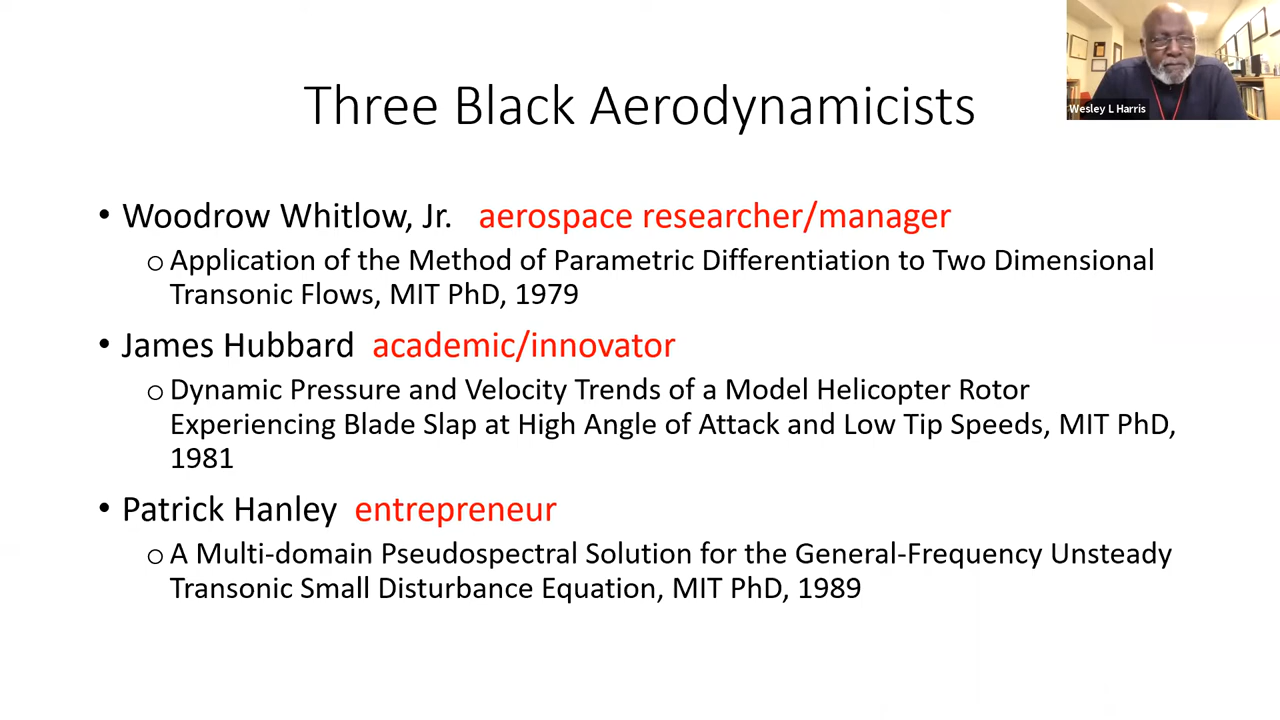 Wesley L Harris
Three Black Aerodynamicists
• Woodrow Whitlow, Jr. aerospace researcher/manager
o Application of the Method of Parametric Differentiation to Two Dimensional
Transonic Flows, MIT PhD, 1979
• James Hubbard academic/innovator
o Dynamic Pressure and Velocity Trends of a Model Helicopter Rotor
Experiencing Blade Slap at High Angle of Attack and Low Tip Speeds, MIT PhD,
1981
• Patrick Hanley entrepreneur
o A Multi-domain Pseudospectral Solution for the General-Frequency Unsteady
Transonic Small Disturbance Equation, MIT PhD, 1989